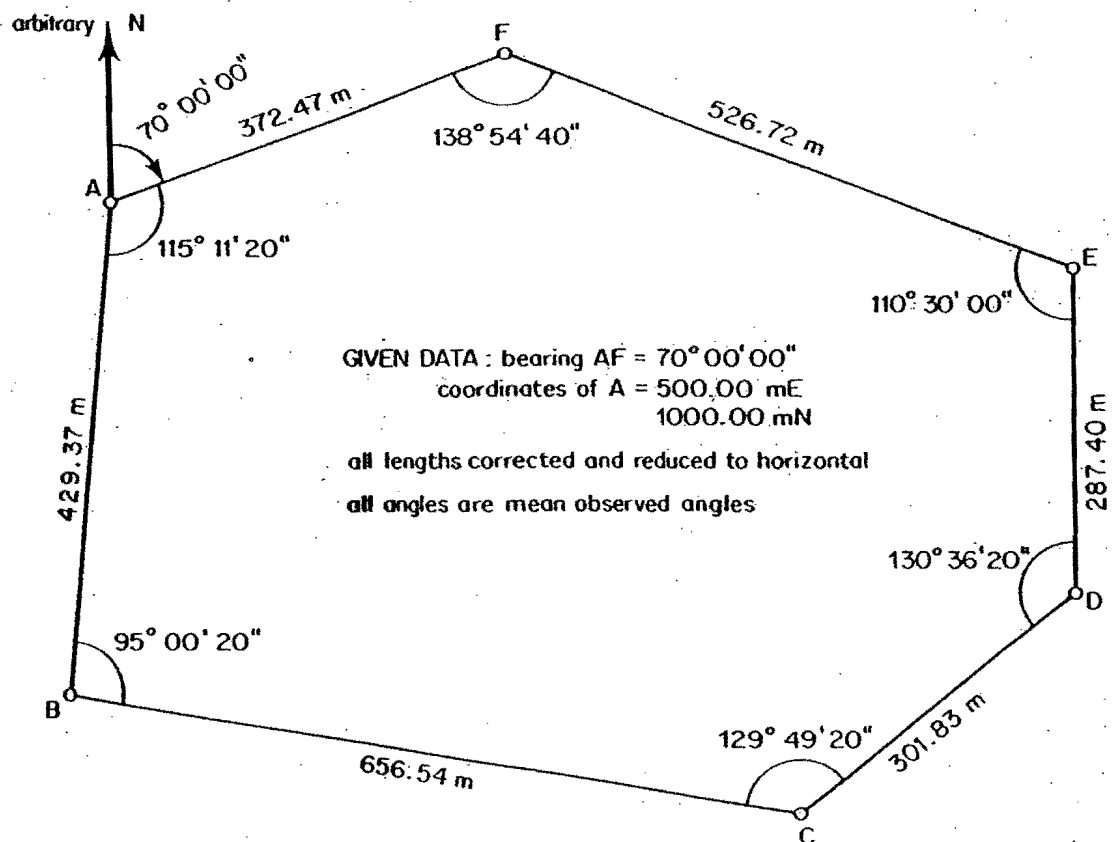 arbitrary N
F
70° 00' 00"
372.47 m
526.72 m
138° 54' 40"
A
115° 11' 20"
E
110° 30' 00"
GIVEN DATA : bearing AF = 70° 00' 00"
coordinates of A = 500.00 mE
1000.00 mN
all lengths corrected and reduced to horizontal
all angles are mean observed angles
429.37 m
287.40 m
130° 36' 20"
D
95° 00' 20"
B
129° 49' 20"
301.83 m
656.54 m
C